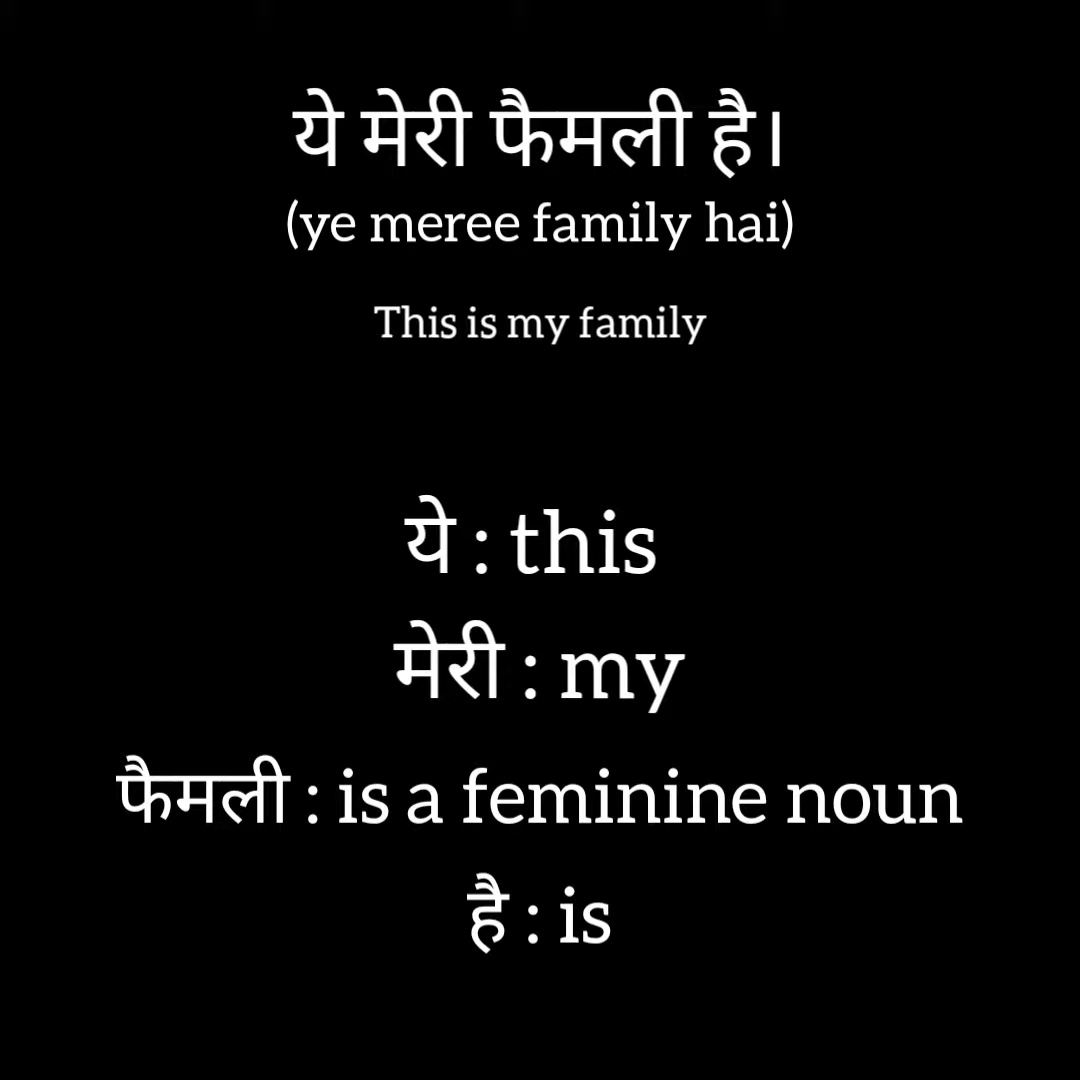 ये मेरी फैमली है।
(ye meree family hai)
This is my family
ये : this
मेरी : my
फैमली : is a feminine noun
है : is